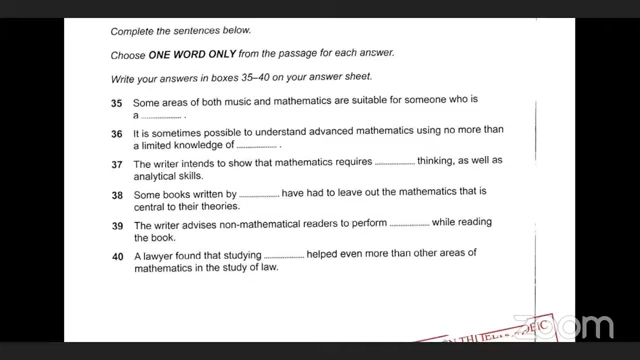 Complete the sentences below.
Choose ONE WORD ONLY from the passage for each answer.
Write your answers in boxes 35–40 on your answer sheet.
35 Some areas of both music and mathematics are suitable for someone who is
a .................... .
36 It is sometimes possible to understand advanced mathematics using no more than
a limited knowledge of .................... .
37 The writer intends to show that mathematics requires .................... thinking, as well as
analytical skills.
38 Some books written by .................... have had to leave out the mathematics that is
central to their theories.
39 The writer advises non-mathematical readers to perform .................... while reading
the book.
40 A lawyer found that studying .................... helped even more than other areas of
mathematics in the study of law.
zoom